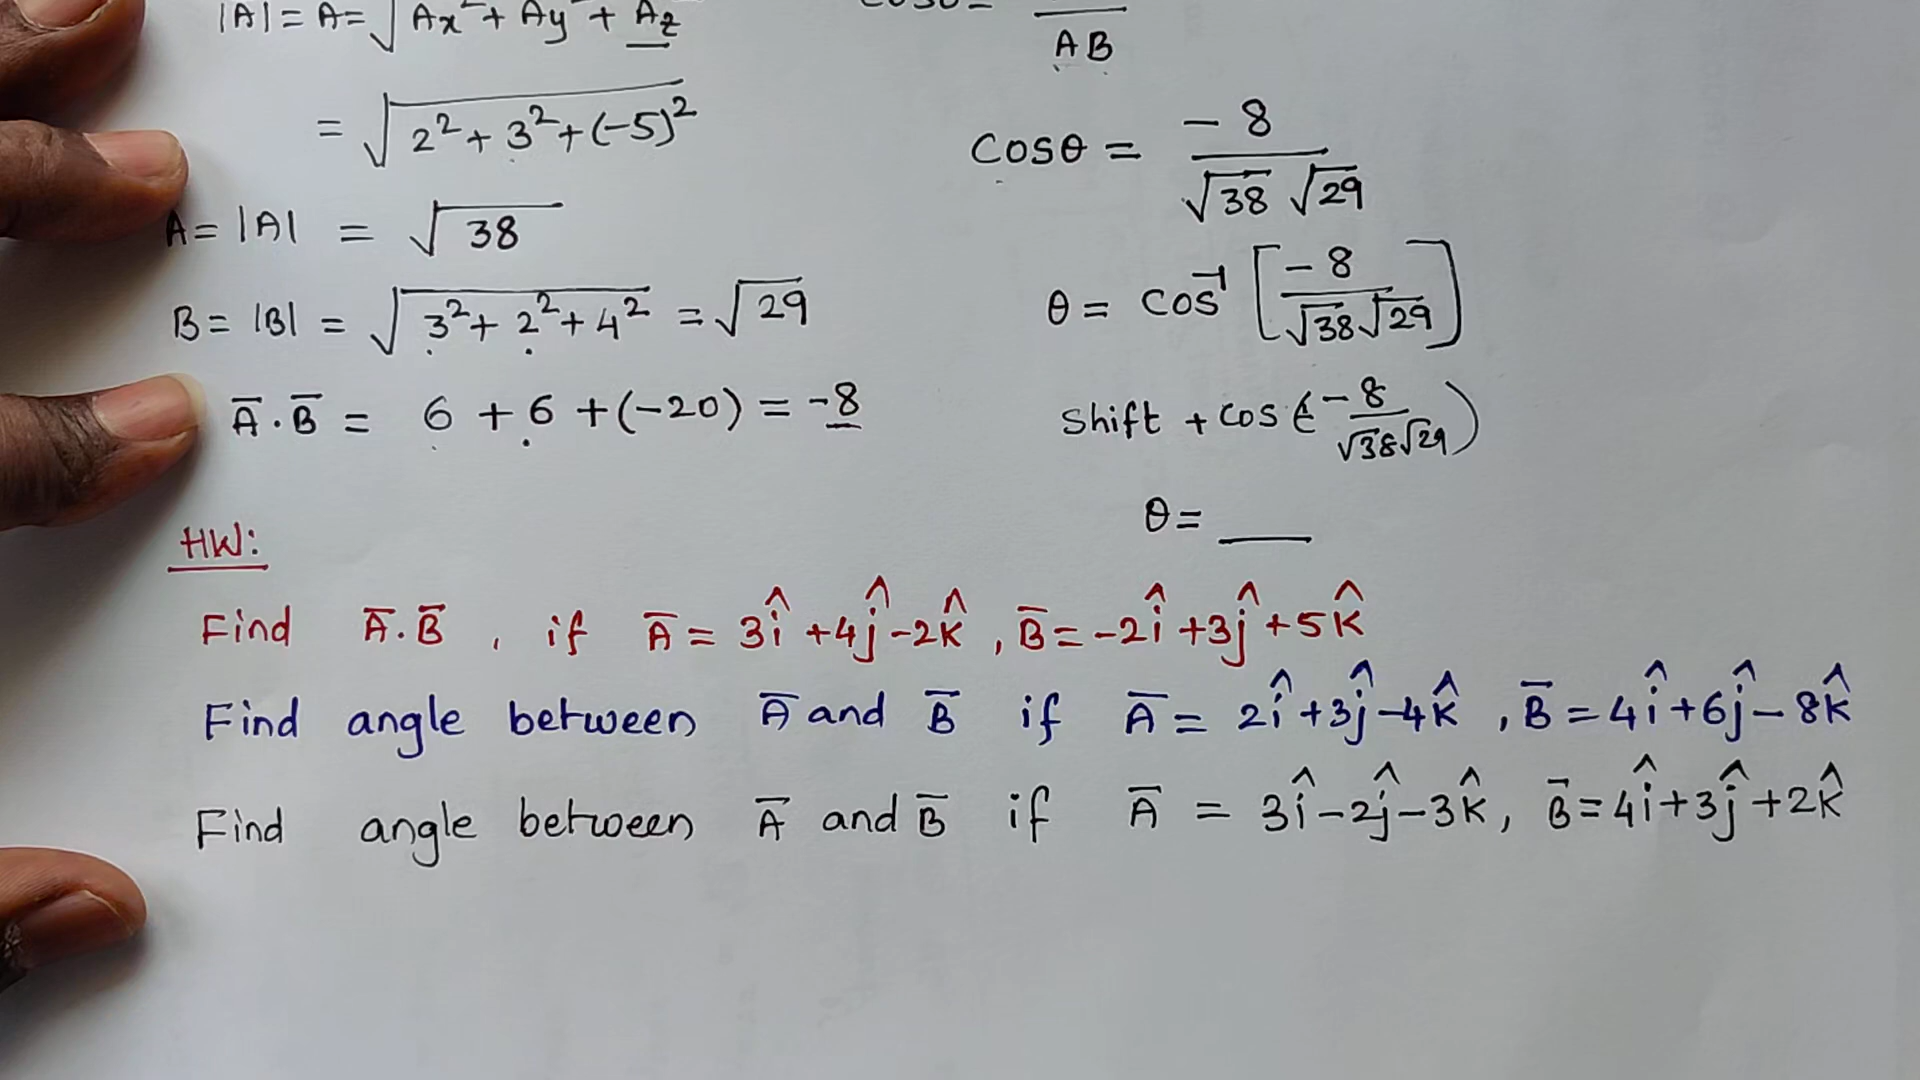 |A| = A = √(Ax² + Ay² + Az
= √(2² + 3² + (-5)²)
A = |A| = √38
B = |B| = √(3² + 2² + 4²) = √29
A̅ . B̅ = 6 + 6 + (-20) = -8
AB
cosθ = -8 / √38 √29
θ = cos⁻¹ [-8 / √38 √29]
Shift + cos (-8 / √38 √29)
θ = ___
HW:
Find A̅.B̅ , if A̅ = 3î + 4ĵ - 2k̂ , B̅ = -2î + 3ĵ + 5k̂
Find angle between A̅ and B̅ if A̅ = 2î + 3ĵ - 4k̂ , B̅ = 4î + 6ĵ - 8k̂
Find angle between A̅ and B̅ if A̅ = 3î - 2ĵ - 3k̂, B̅ = 4î + 3ĵ + 2k̂